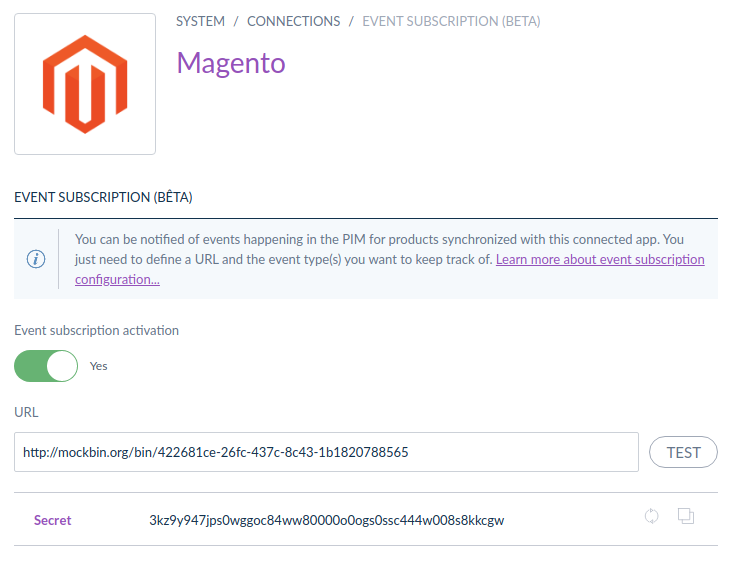 SYSTEM / CONNECTIONS / EVENT SUBSCRIPTION (BETA)
Magento
EVENT SUBSCRIPTION (BÊTA)
You can be notified of events happening in the PIM for products synchronized with this connected app. You
just need to define a URL and the event type(s) you want to keep track of. Learn more about event subscription
configuration...
Event subscription activation
Yes
URL
http://mockbin.org/bin/422681ce-26fc-437c-8c43-1b1820788565
TEST
Secret 3kz9y947jps0wggoc84ww80000o0ogs0ssc444w008s8kkcgw